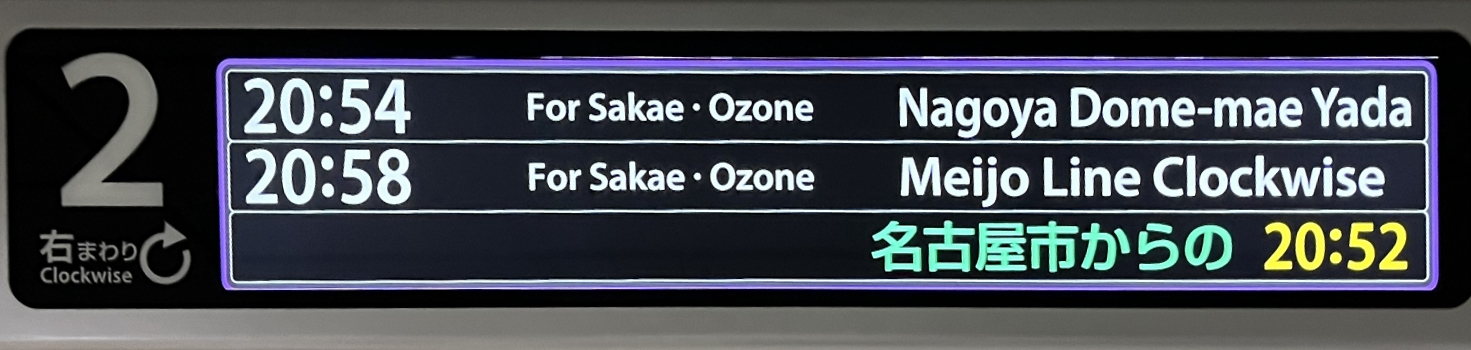 2
右まわり
Clockwise
20:54 For Sakae · Ozone Nagoya Dome-mae Yada
20:58 For Sakae · Ozone Meijo Line Clockwise
名古屋市からの 20:52